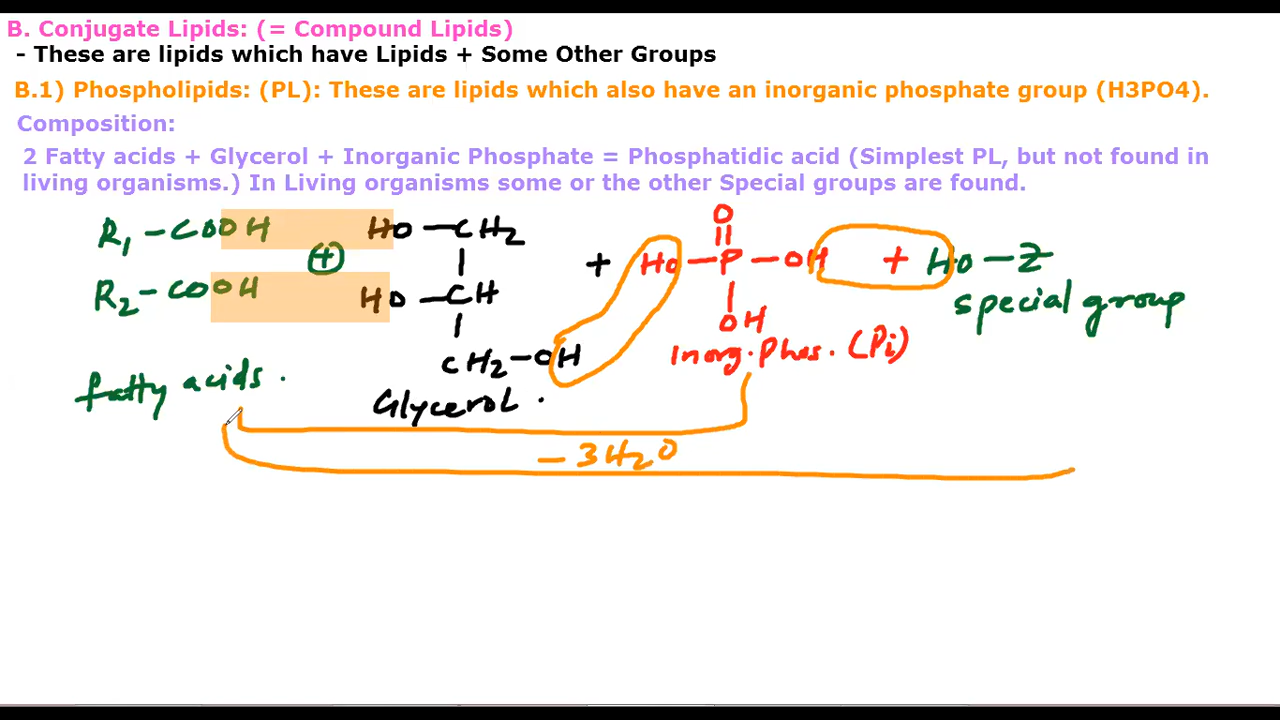 B. Conjugate Lipids: (= Compound Lipids)
- These are lipids which have Lipids + Some Other Groups
B.1) Phospholipids: (PL): These are lipids which also have an inorganic phosphate group (H3PO4).
Composition:
2 Fatty acids + Glycerol + Inorganic Phosphate = Phosphatidic acid (Simplest PL, but not found in
living organisms.) In Living organisms some or the other Special groups are found.
O
R1 - COOH HO - CH2
+ + HO - P - OH + HO - Z
R2 - COOH HO - CH special group
OH
CH2 - OH Inorg. Phos. (Pi)
fatty acids. Glycerol.
- 3H2O